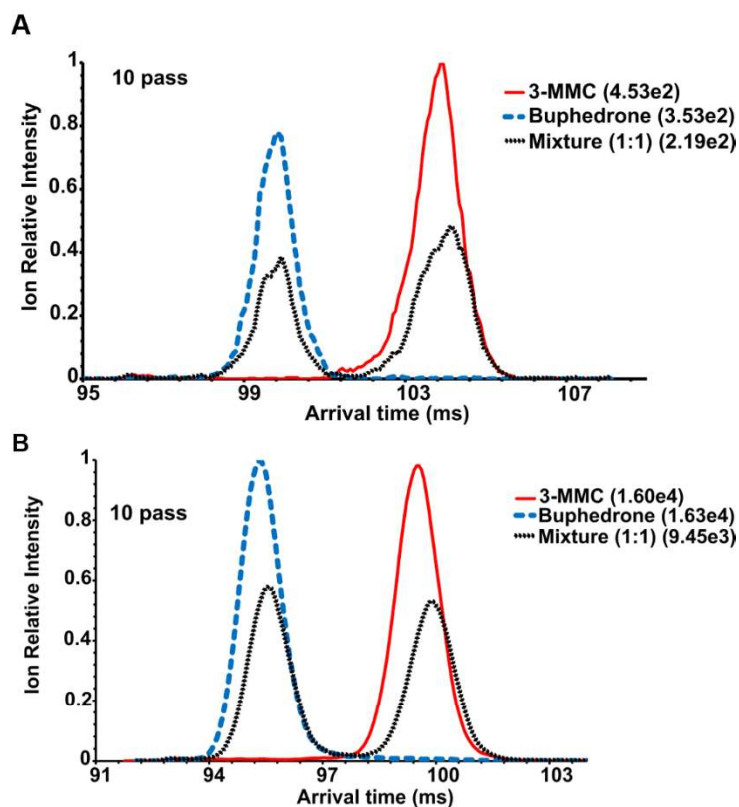 A
10 pass
3-MMC (4.53e2)
Buphedrone (3.53e2)
Mixture (1:1) (2.19e2)
Ion Relative Intensity
1
0.8
0.6
0.4
0.2
0
95 99 103 107
Arrival time (ms)
B
10 pass
3-MMC (1.60e4)
Buphedrone (1.63e4)
Mixture (1:1) (9.45e3)
Ion Relative Intensity
1
0.8
0.6
0.4
0.2
0
91 94 97 100 103
Arrival time (ms)